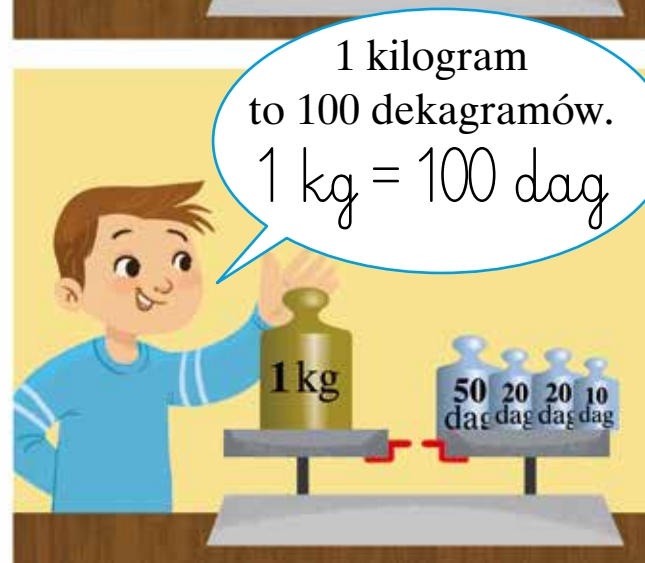 1 kilogram
to 100 dekagramów.
1 kg = 100 dag
1 kg
50 dag
20 dag
20 dag
10 dag